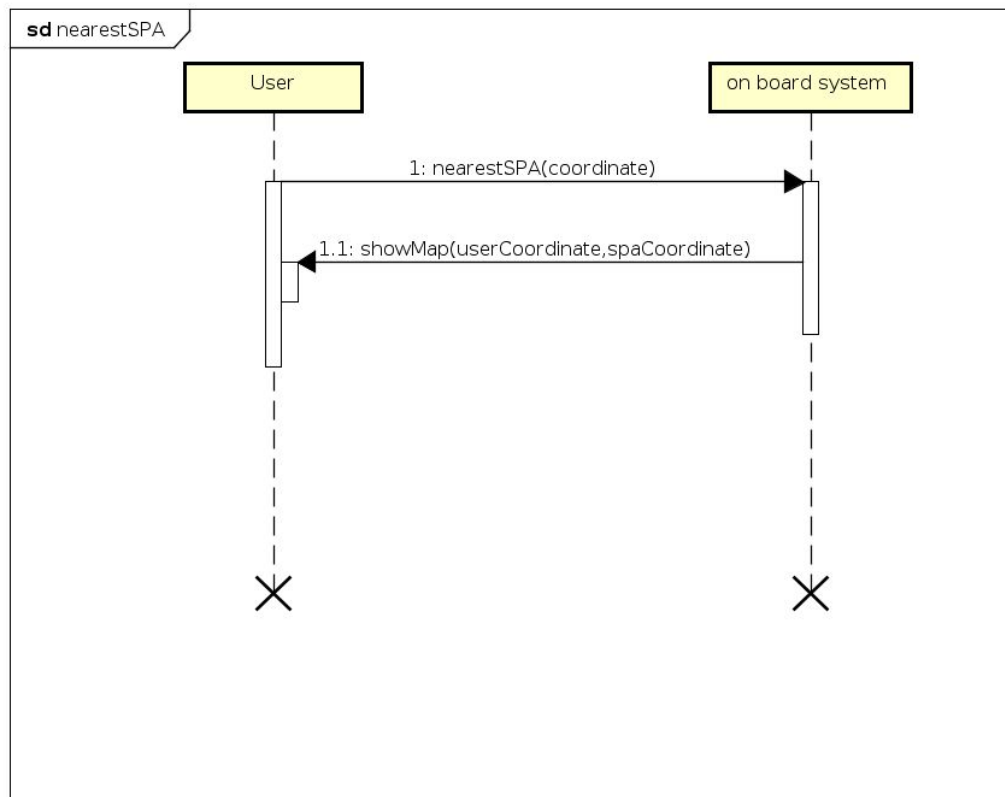 sd nearestSPA
User
on board system
1: nearestSPA(coordinate)
1.1: showMap(userCoordinate,spaCoordinate)